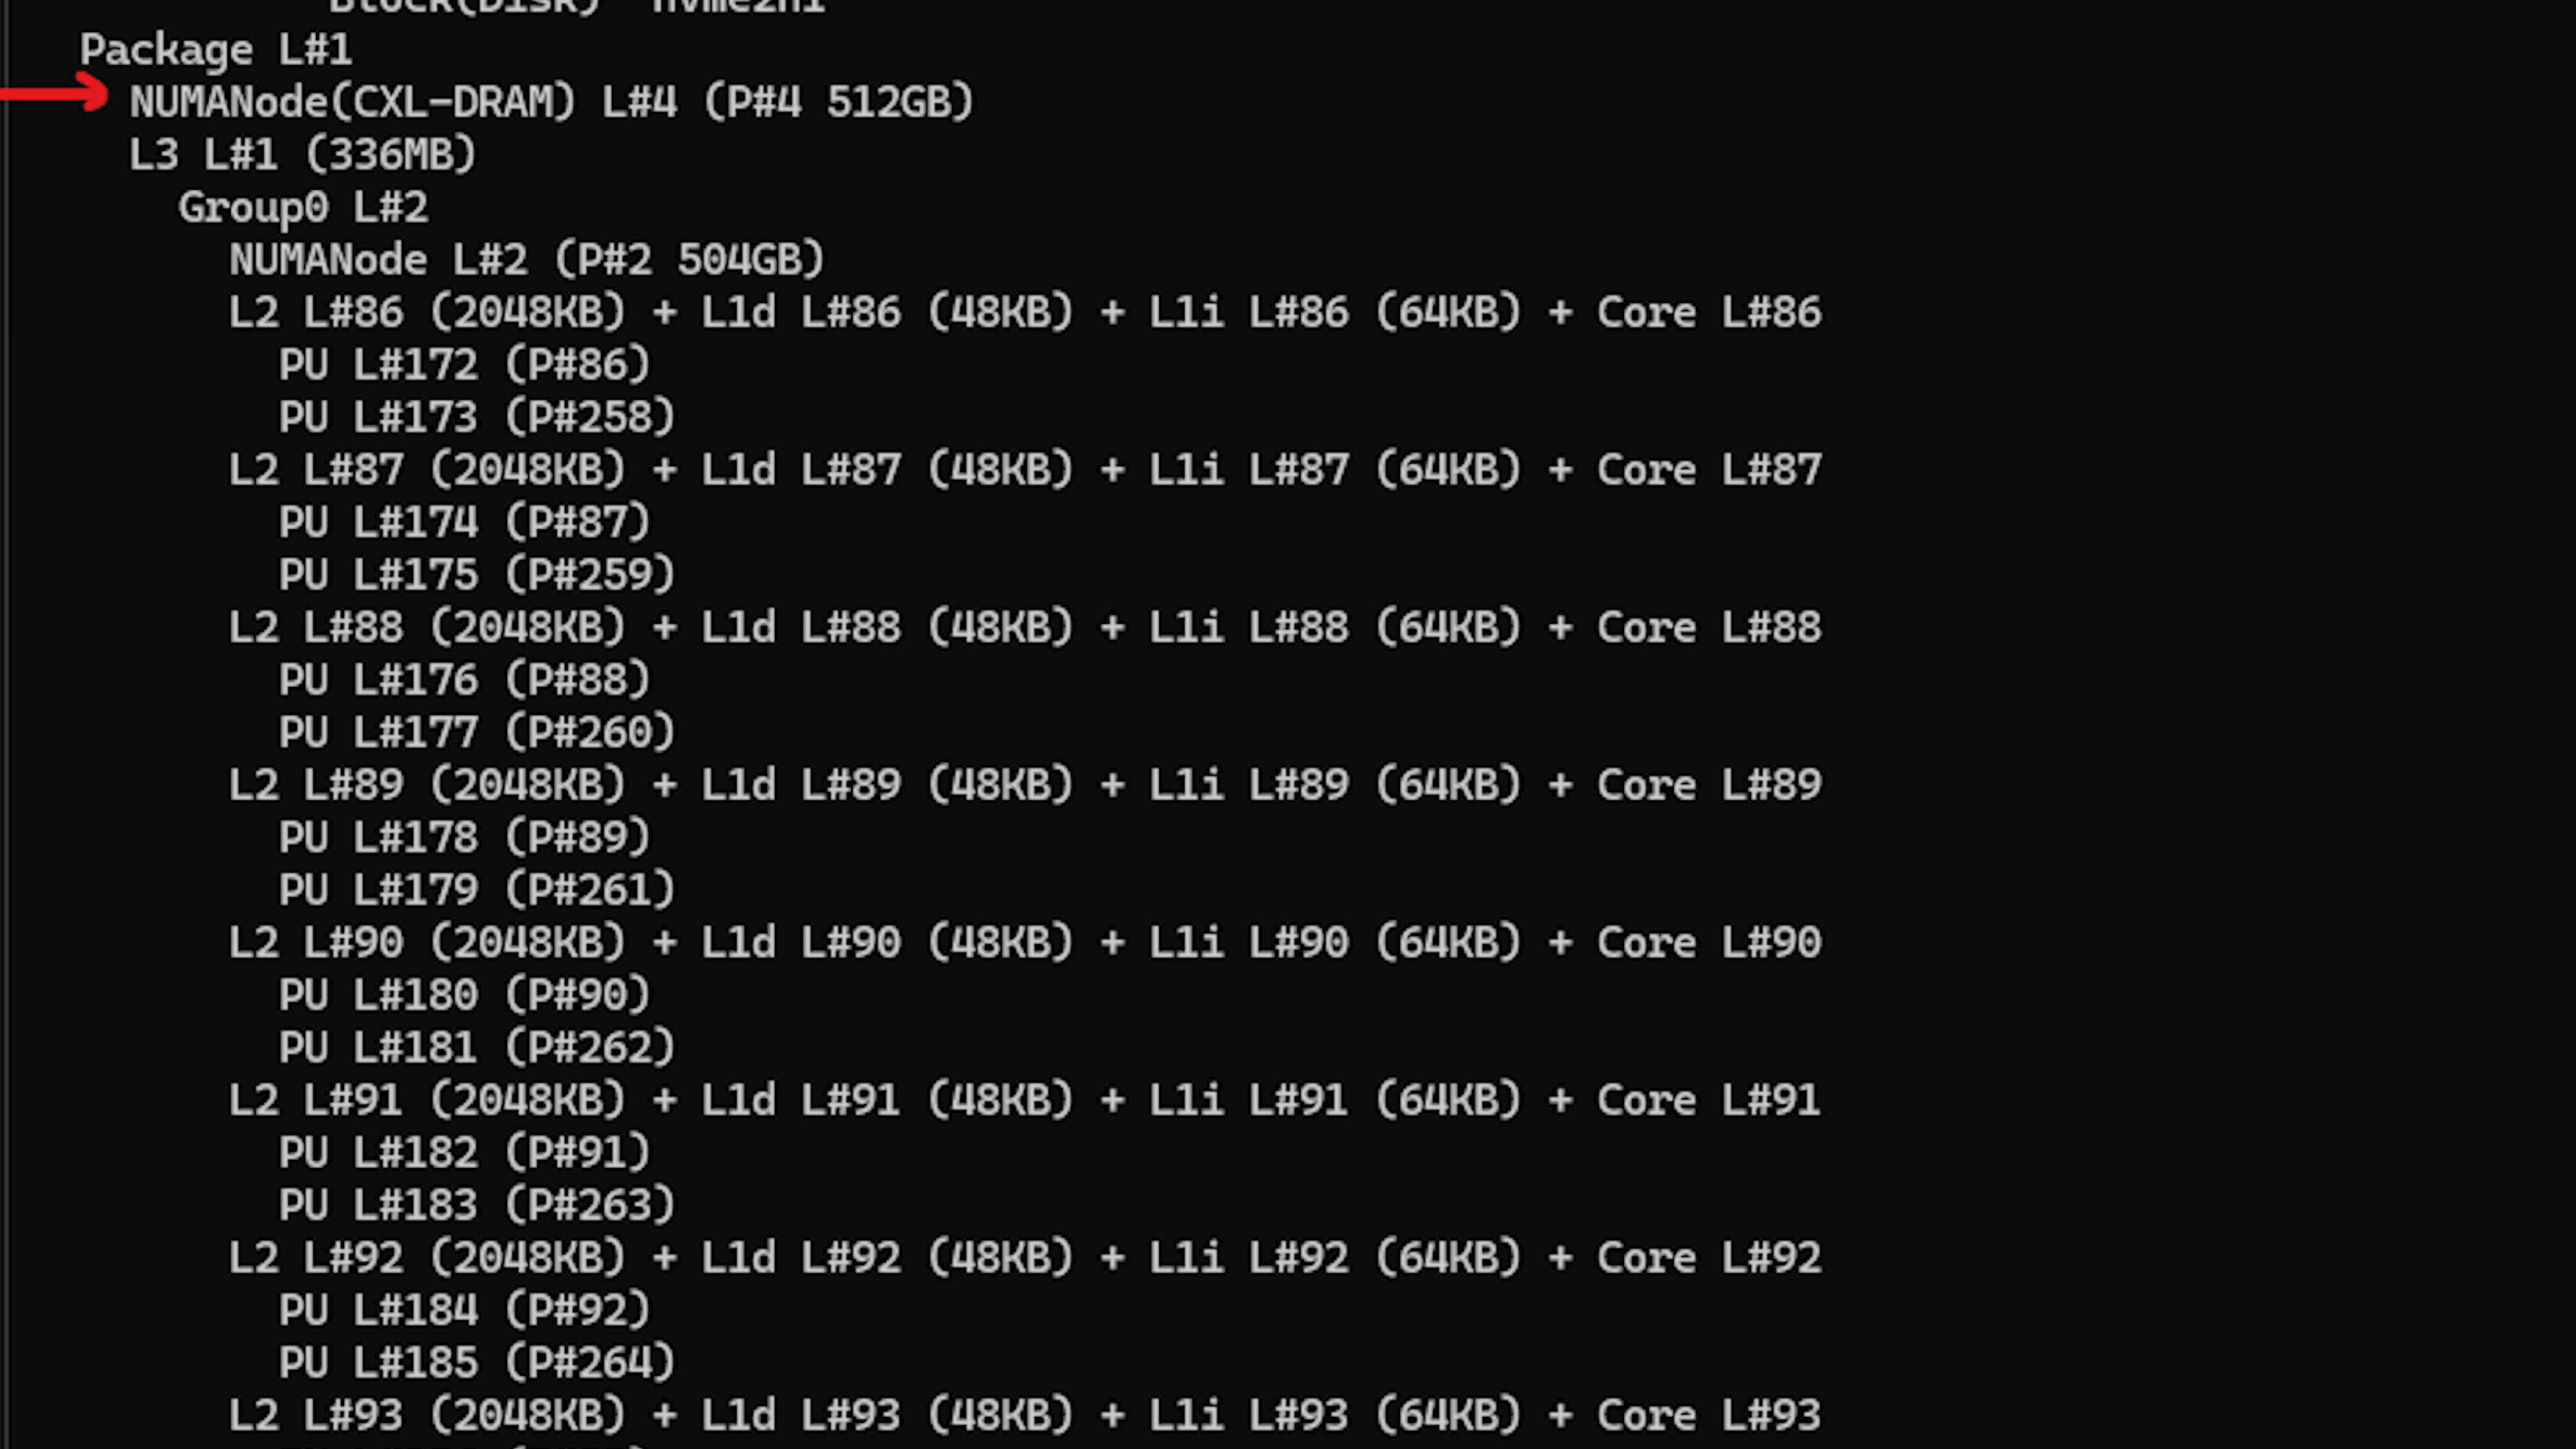 Block(Disk) "nvme2n1"
Package L#1
NUMANode(CXL-DRAM) L#4 (P#4 512GB)
L3 L#1 (336MB)
Group0 L#2
NUMANode L#2 (P#2 504GB)
L2 L#86 (2048KB) + L1d L#86 (48KB) + L1i L#86 (64KB) + Core L#86
PU L#172 (P#86)
PU L#173 (P#258)
L2 L#87 (2048KB) + L1d L#87 (48KB) + L1i L#87 (64KB) + Core L#87
PU L#174 (P#87)
PU L#175 (P#259)
L2 L#88 (2048KB) + L1d L#88 (48KB) + L1i L#88 (64KB) + Core L#88
PU L#176 (P#88)
PU L#177 (P#260)
L2 L#89 (2048KB) + L1d L#89 (48KB) + L1i L#89 (64KB) + Core L#89
PU L#178 (P#89)
PU L#179 (P#261)
L2 L#90 (2048KB) + L1d L#90 (48KB) + L1i L#90 (64KB) + Core L#90
PU L#180 (P#90)
PU L#181 (P#262)
L2 L#91 (2048KB) + L1d L#91 (48KB) + L1i L#91 (64KB) + Core L#91
PU L#182 (P#91)
PU L#183 (P#263)
L2 L#92 (2048KB) + L1d L#92 (48KB) + L1i L#92 (64KB) + Core L#92
PU L#184 (P#92)
PU L#185 (P#264)
L2 L#93 (2048KB) + L1d L#93 (48KB) + L1i L#93 (64KB) + Core L#93